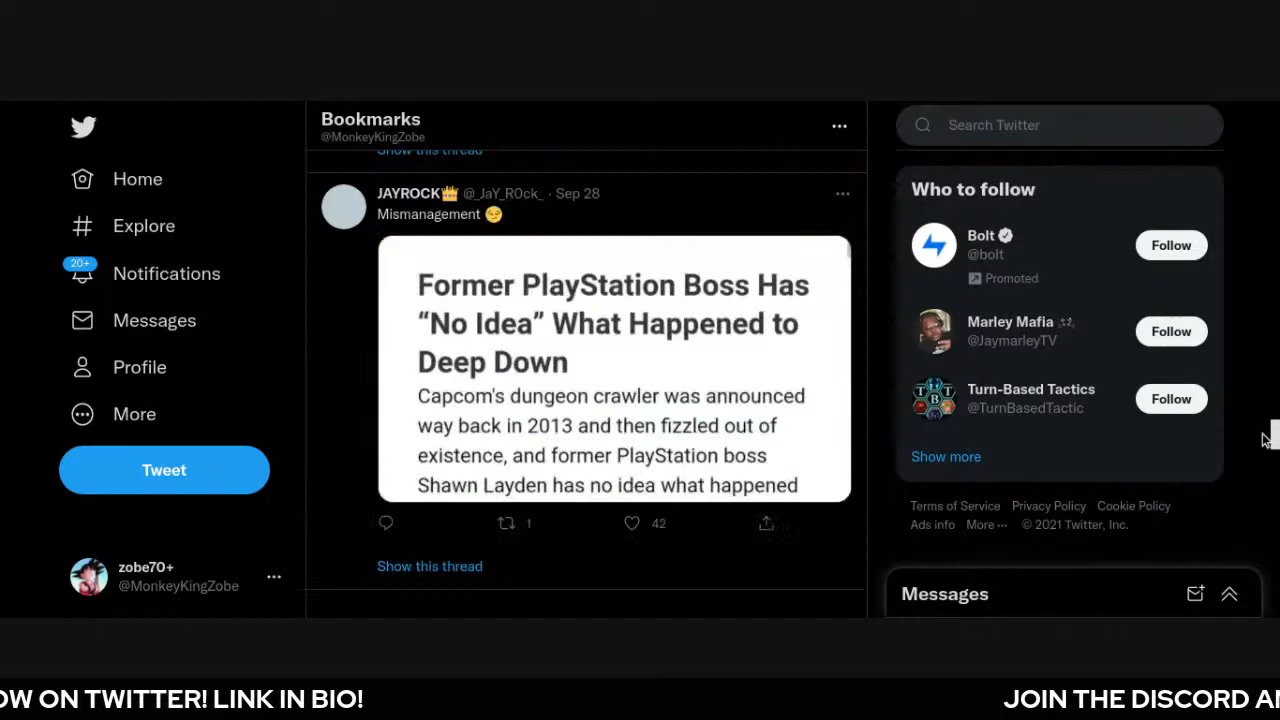 Home
Explore
20+
Notifications
Messages
Profile
More
Tweet
zobe70+
@MonkeyKingZobe
Bookmarks
@MonkeyKingZobe
Show this thread
JAYROCK👑 @_JaY_R0ck_ · Sep 28
Mismanagement 😏
Former PlayStation Boss Has
“No Idea” What Happened to
Deep Down
Capcom's dungeon crawler was announced
way back in 2013 and then fizzled out of
existence, and former PlayStation boss
Shawn Layden has no idea what happened
1
42
Show this thread
Search Twitter
Who to follow
Bolt
@bolt
Promoted
Follow
Marley Mafia
@JaymarleyTV
Follow
TBT
Turn-Based Tactics
@TurnBasedTactic
Follow
Show more
Terms of Service Privacy Policy Cookie Policy
Ads info More ··· © 2021 Twitter, Inc.
Messages
OW ON TWITTER! LINK IN BIO! JOIN THE DISCORD AN